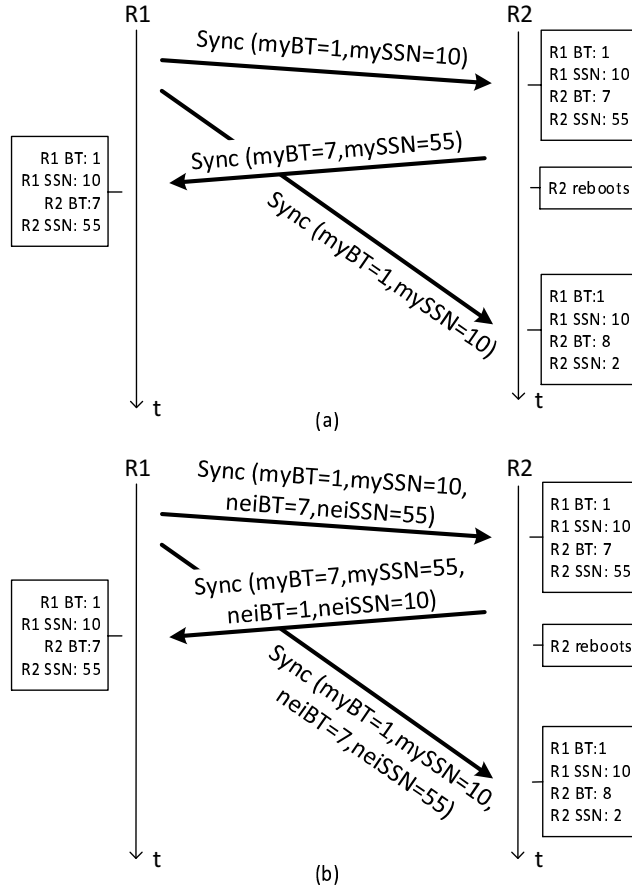 R1
R2
Sync (myBT=1,mySSN=10)
R1 BT: 1
R1 SSN: 10
R2 BT: 7
R2 SSN: 55
Sync (myBT=7,mySSN=55)
R1 BT: 1
R1 SSN: 10
R2 BT:7
R2 SSN: 55
R2 reboots
Sync (myBT=1,mySSN=10)
R1 BT:1
R1 SSN: 10
R2 BT: 8
R2 SSN: 2
t
t
(a)
R1
R2
Sync (myBT=1,mySSN=10,
neiBT=7,neiSSN=55)
R1 BT: 1
R1 SSN: 10
R2 BT: 7
R2 SSN: 55
Sync (myBT=7,mySSN=55,
neiBT=1,neiSSN=10)
R1 BT: 1
R1 SSN: 10
R2 BT:7
R2 SSN: 55
R2 reboots
Sync (myBT=1,mySSN=10,
neiBT=7,neiSSN=55)
R1 BT:1
R1 SSN: 10
R2 BT: 8
R2 SSN: 2
t
t
(b)